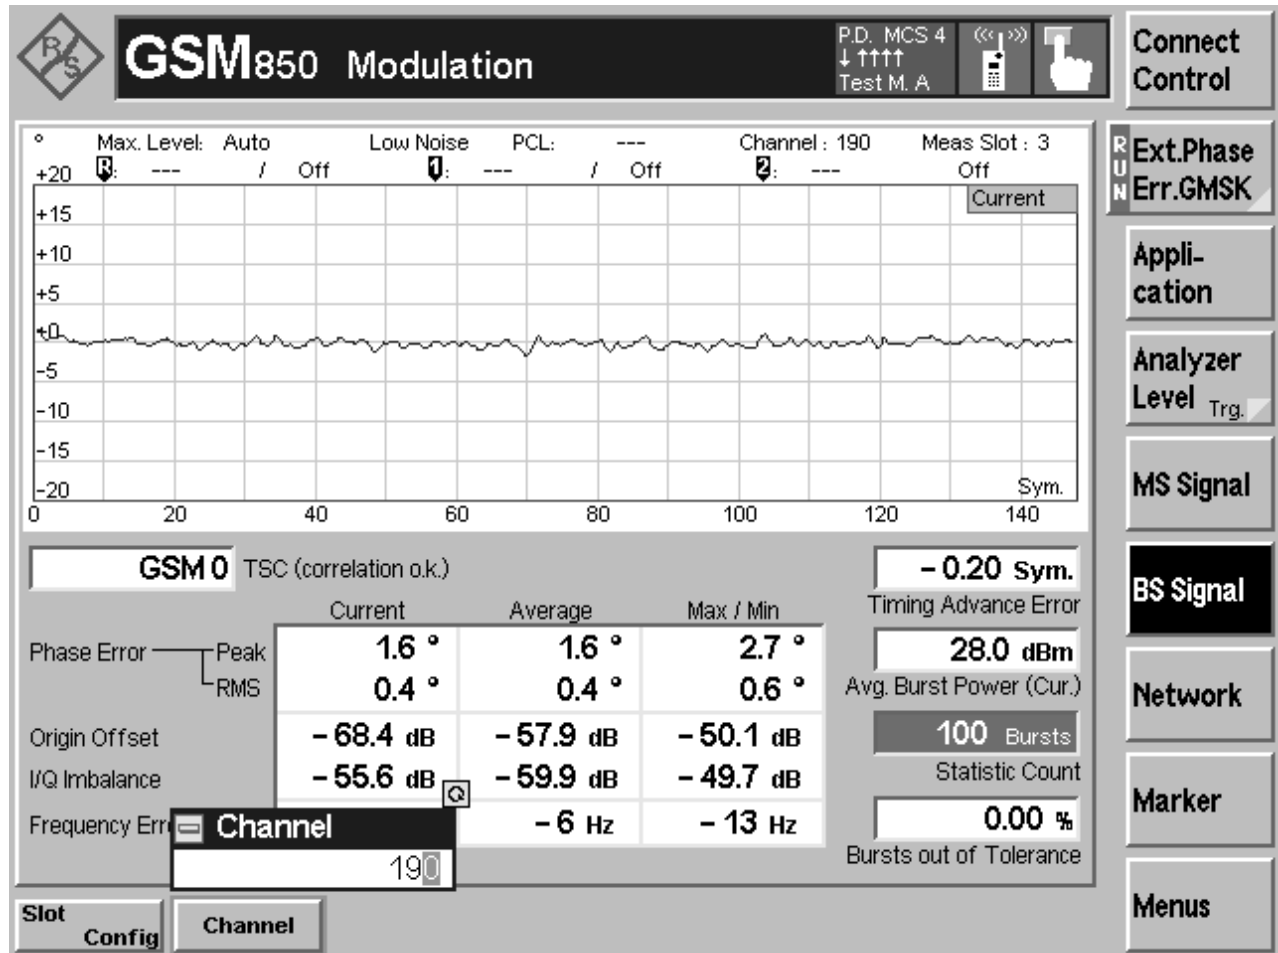 R S
GSM850 Modulation
P.D. MCS 4
↓ ↑↑↑↑
Test M. A
Connect
Control
° Max. Level: Auto Low Noise PCL: --- Channel : 190 Meas Slot : 3
R: --- / Off 1: --- / Off 2: --- Off
RUN
Ext.Phase
Err.GMSK
+20
Current
+15
+10
+5
±0
-5
-10
-15
-20
Sym.
0 20 40 60 80 100 120 140
Appli-
cation
Analyzer
Level Trg.
MS Signal
GSM 0 TSC (correlation o.k.)
- 0.20 Sym.
Timing Advance Error
BS Signal
Current Average Max / Min
Phase Error Peak 1.6 ° 1.6 ° 2.7 °
28.0 dBm
RMS 0.4 ° 0.4 ° 0.6 °
Avg. Burst Power (Cur.)
Network
Origin Offset - 68.4 dB - 57.9 dB - 50.1 dB
100 Bursts
Statistic Count
I/Q Imbalance - 55.6 dB - 59.9 dB - 49.7 dB
Marker
Frequency Err - 6 Hz - 13 Hz
0.00 %
Bursts out of Tolerance
Channel
190
Menus
Slot
Config
Channel